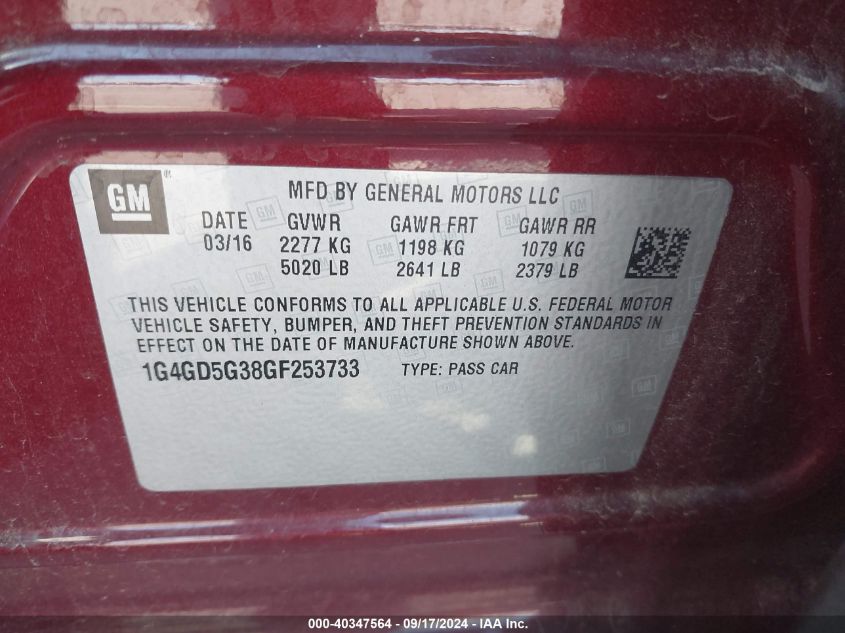 GM ®
MFD BY GENERAL MOTORS LLC
DATE GVWR GAWR FRT GAWR RR
03/16 2277 KG 1198 KG 1079 KG
5020 LB 2641 LB 2379 LB
THIS VEHICLE CONFORMS TO ALL APPLICABLE U.S. FEDERAL MOTOR
VEHICLE SAFETY, BUMPER, AND THEFT PREVENTION STANDARDS IN
EFFECT ON THE DATE OF MANUFACTURE SHOWN ABOVE.
1G4GD5G38GF253733 TYPE: PASS CAR
000-40347564 - 09/17/2024 - IAA Inc.